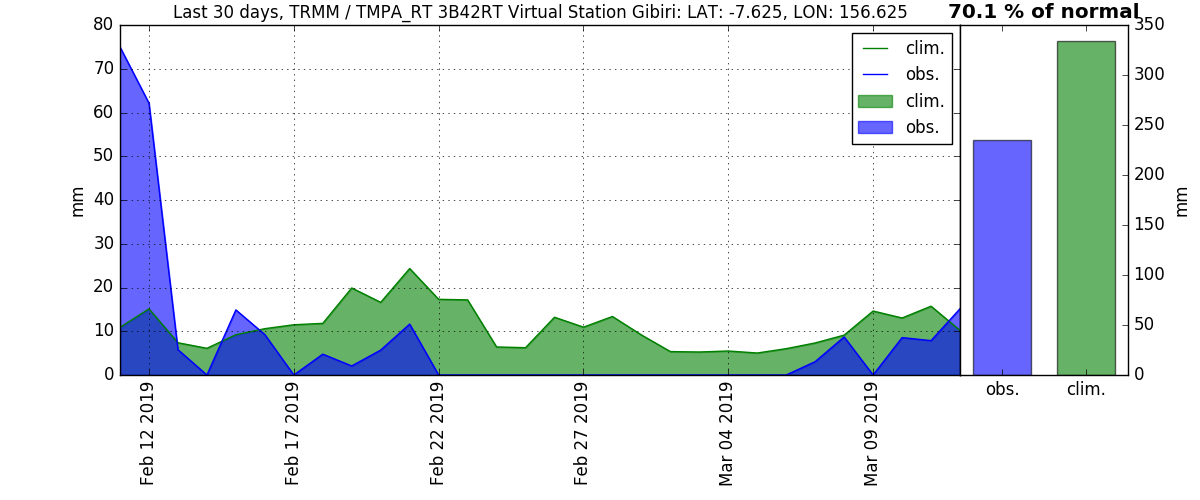 Last 30 days, TRMM / TMPA_RT 3B42RT Virtual Station Gibiri: LAT: -7.625, LON: 156.625
70.1 % of normal
80
70
60
50
40
30
20
10
0
mm
clim.
obs.
clim.
obs.
Feb 12 2019
Feb 17 2019
Feb 22 2019
Feb 27 2019
Mar 04 2019
Mar 09 2019
350
300
250
200
150
100
50
0
mm
obs.
clim.